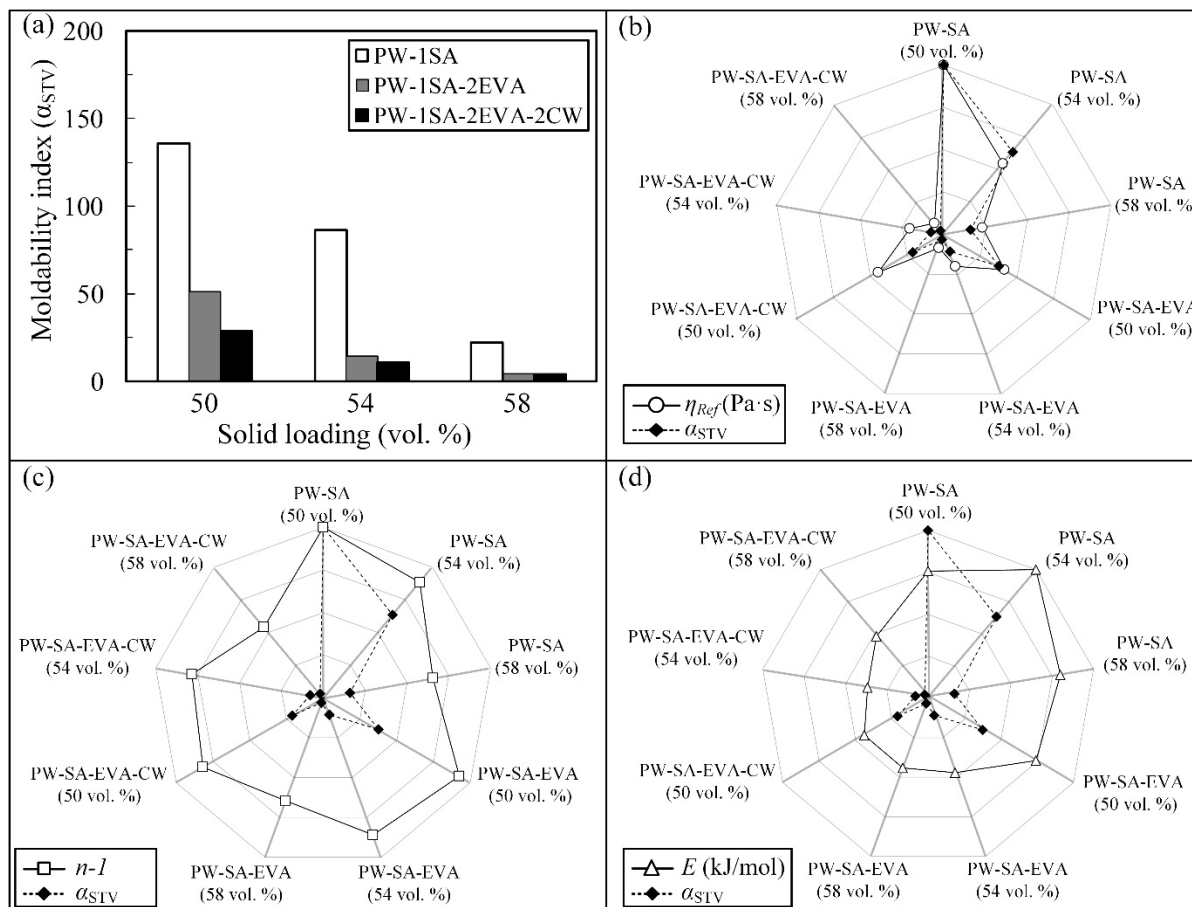 (a)
200
150
100
50
0
Moldability index (αSTV)
PW-1SA
PW-1SA-2EVA
PW-1SA-2EVA-2CW
50 54 58
Solid loading (vol. %)
(b)
PW-SA
(50 vol. %)
PW-SA
(54 vol. %)
PW-SA
(58 vol. %)
PW-SA-EVA
(50 vol. %)
PW-SA-EVA
(54 vol. %)
PW-SA-EVA
(58 vol. %)
PW-SA-EVA-CW
(50 vol. %)
PW-SA-EVA-CW
(54 vol. %)
PW-SA-EVA-CW
(58 vol. %)
ηRef (Pa·s)
αSTV
(c)
PW-SA
(50 vol. %)
PW-SA
(54 vol. %)
PW-SA
(58 vol. %)
PW-SA-EVA
(50 vol. %)
PW-SA-EVA
(54 vol. %)
PW-SA-EVA
(58 vol. %)
PW-SA-EVA-CW
(50 vol. %)
PW-SA-EVA-CW
(54 vol. %)
PW-SA-EVA-CW
(58 vol. %)
n-1
αSTV
(d)
PW-SA
(50 vol. %)
PW-SA
(54 vol. %)
PW-SA
(58 vol. %)
PW-SA-EVA
(50 vol. %)
PW-SA-EVA
(54 vol. %)
PW-SA-EVA
(58 vol. %)
PW-SA-EVA-CW
(50 vol. %)
PW-SA-EVA-CW
(54 vol. %)
PW-SA-EVA-CW
(58 vol. %)
E (kJ/mol)
αSTV